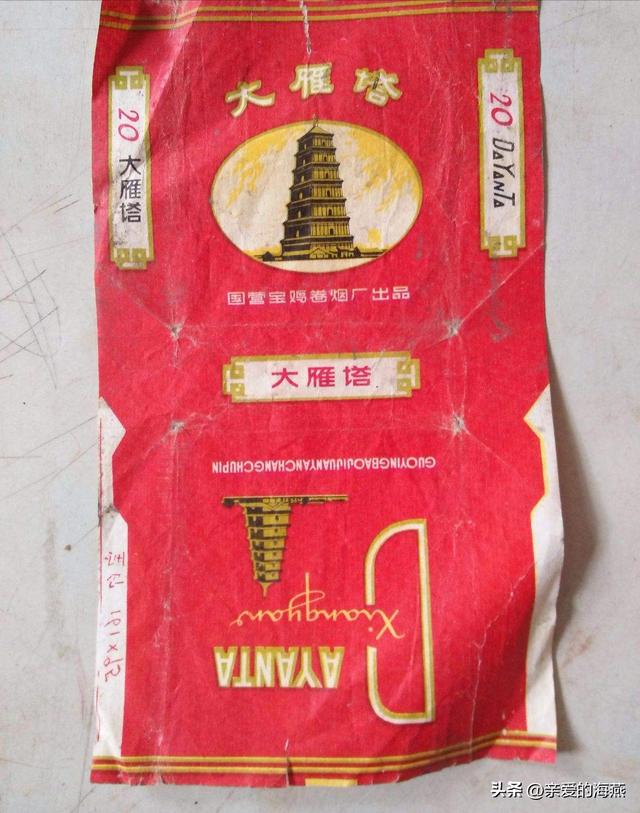 大雁塔
20 大雁塔
20 DAYANTA
国营宝鸡卷烟厂出品
大雁塔
GUOYINGBAOJIJUANYANCHANGCHUPIN
Xiangyan
DAYANTA
头条 @亲爱的海燕